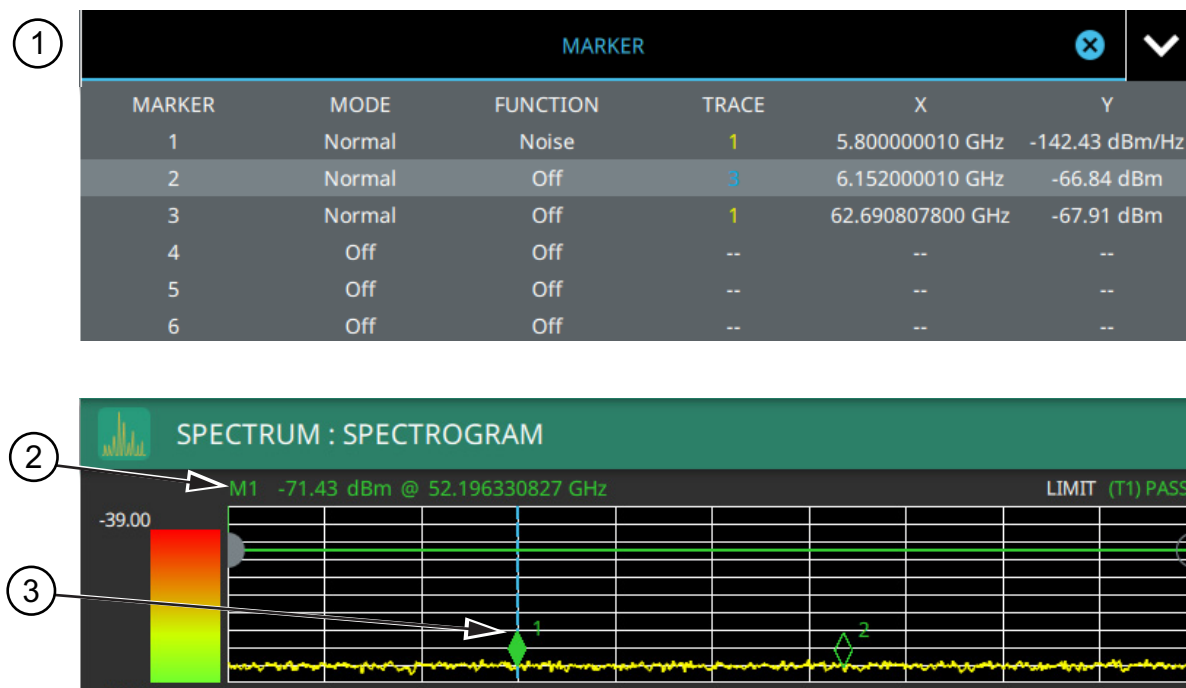 1
MARKER
MARKER MODE FUNCTION TRACE X Y
1 Normal Noise 1 5.800000010 GHz -142.43 dBm/Hz
2 Normal Off 3 6.152000010 GHz -66.84 dBm
3 Normal Off 1 62.690807800 GHz -67.91 dBm
4 Off Off -- -- --
5 Off Off -- -- --
6 Off Off -- -- --
SPECTRUM : SPECTROGRAM
2
M1 -71.43 dBm @ 52.196330827 GHz LIMIT (T1) PASS
-39.00
3
1 2